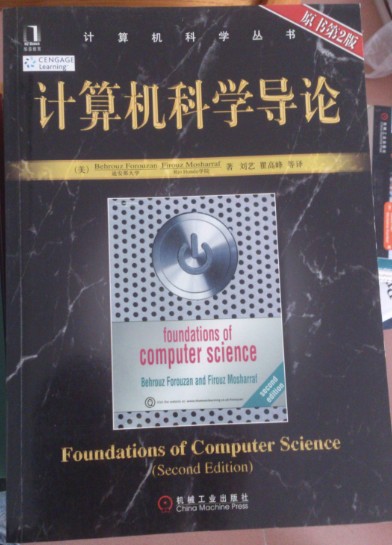 计算机科学丛书
原书第2版
CENGAGE
Learning
计算机科学导论
(美) Behrouz Forouzan, Firouz Mosharraf 著 刘艺 瞿高峰 等译
foundations of
computer science
Behrouz Forouzan and Firouz Mosharraf
second
edition
Foundations of Computer Science
(Second Edition)
机械工业出版社
China Machine Press